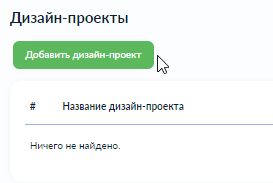 Дизайн-проекты
Добавить дизайн-проект
# Название дизайн-проекта
Ничего не найдено.